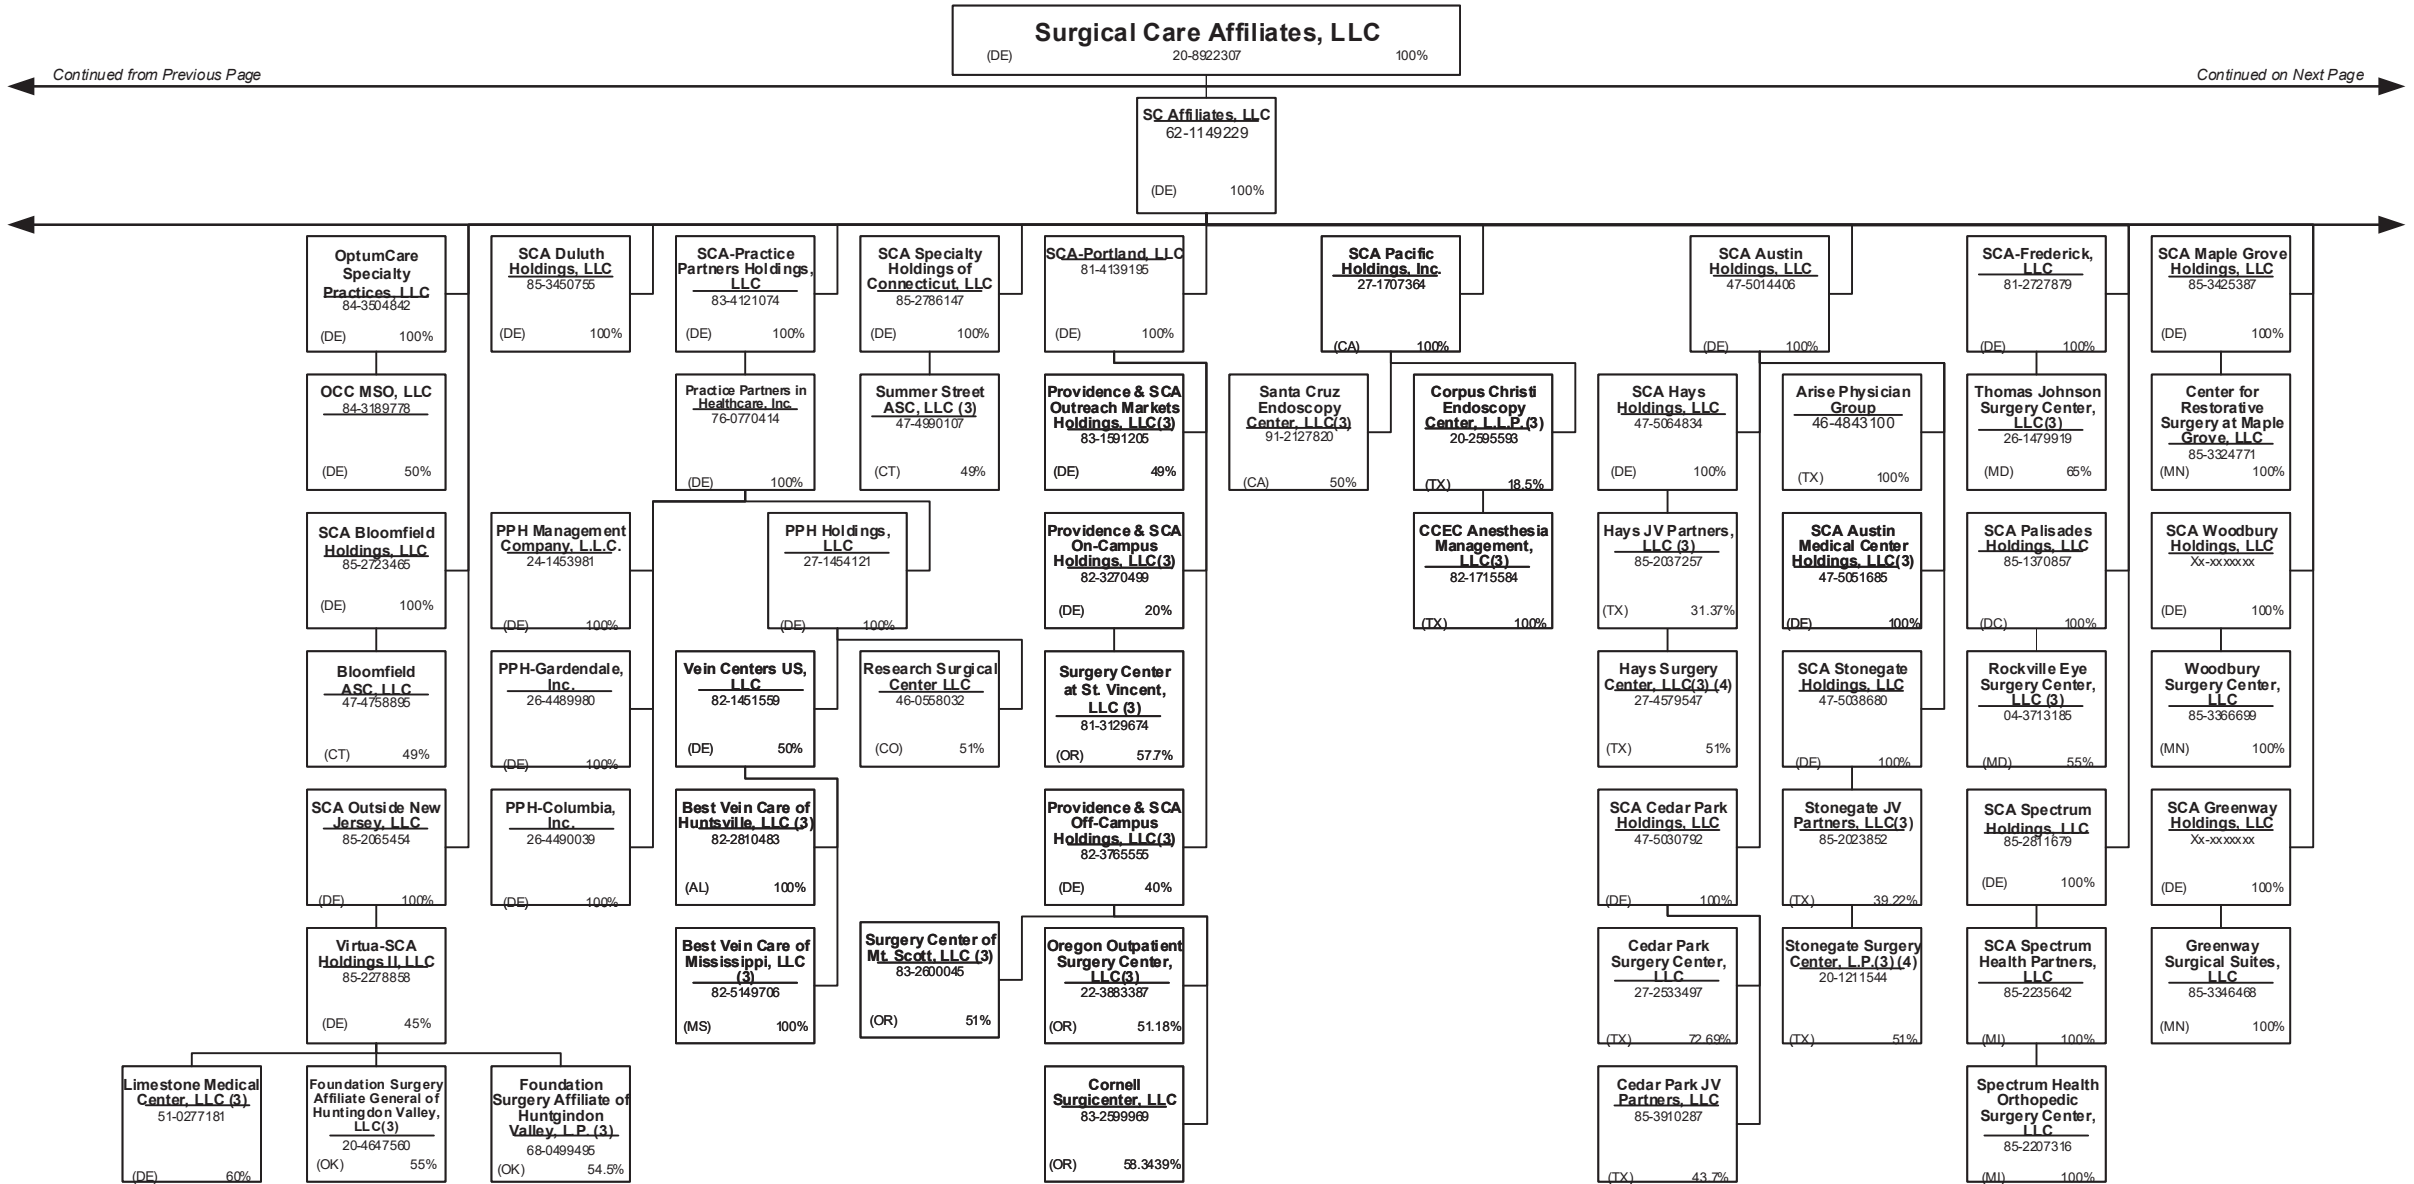 Surgical Care Affiliates, LLC
(DE) 20-8922307 100%
Continued from Previous Page
Continued on Next Page
SC Affiliates, LLC
62-1149229
(DE) 100%
OptumCare
Specialty
Practices, LLC
84-3504842
(DE) 100%
SCA Duluth
Holdings, LLC
85-3450755
(DE) 100%
SCA-Practice
Partners Holdings,
LLC
83-4121074
(DE) 100%
SCA Specialty
Holdings of
Connecticut, LLC
85-2786147
(DE) 100%
SCA-Portland, LLC
81-4139195
(DE) 100%
SCA Pacific
Holdings, Inc.
27-1707364
(CA) 100%
SCA Austin
Holdings, LLC
47-5014406
(DE) 100%
SCA-Frederick,
LLC
81-2727879
(DE) 100%
SCA Maple Grove
Holdings, LLC
85-3425387
(DE) 100%
OCC MSO, LLC
84-3189778
(DE) 50%
Practice Partners in
Healthcare, Inc.
76-0770414
(DE) 100%
Summer Street
ASC, LLC (3)
47-4990107
(CT) 49%
Providence & SCA
Outreach Markets
Holdings, LLC(3)
83-1591205
(DE) 49%
Santa Cruz
Endoscopy
Center, LLC(3)
91-2127820
(CA) 50%
Corpus Christi
Endoscopy
Center, L.L.P.(3)
20-2595593
(TX) 18.5%
SCA Hays
Holdings, LLC
47-5064834
(DE) 100%
Arise Physician
Group
46-4843100
(TX) 100%
Thomas Johnson
Surgery Center,
LLC(3)
26-1479919
(MD) 65%
Center for
Restorative
Surgery at Maple
Grove, LLC
85-3324771
(MN) 100%
SCA Bloomfield
Holdings, LLC
85-2723465
(DE) 100%
PPH Management
Company, L.L.C.
24-1453981
(DE) 100%
PPH Holdings,
LLC
27-1454121
(DE) 100%
Providence & SCA
On-Campus
Holdings, LLC(3)
82-3270499
(DE) 20%
CCEC Anesthesia
Management,
LLC(3)
82-1715584
(TX) 100%
Hays JV Partners,
LLC (3)
85-2037257
(TX) 31.37%
SCA Austin
Medical Center
Holdings, LLC(3)
47-5051685
(DE) 100%
SCA Palisades
Holdings, LLC
85-1370857
(DC) 100%
SCA Woodbury
Holdings, LLC
Xx-xxxxxxx
(DE) 100%
Bloomfield
ASC, LLC
47-4758895
(CT) 49%
PPH-Gardendale,
Inc.
26-4489980
(DE) 100%
Vein Centers US,
LLC
82-1451559
(DE) 50%
Research Surgical
Center LLC
46-0558032
(CO) 51%
Surgery Center
at St. Vincent,
LLC (3)
81-3129674
(OR) 57.7%
Hays Surgery
Center, LLC(3) (4)
27-4579547
(TX) 51%
SCA Stonegate
Holdings, LLC
47-5038680
(DE) 100%
Rockville Eye
Surgery Center,
LLC (3)
04-3713185
(MD) 55%
Woodbury
Surgery Center,
LLC
85-3366699
(MN) 100%
SCA Outside New
Jersey, LLC
85-2065454
(DE) 100%
PPH-Columbia,
Inc.
26-4490039
(DE) 100%
Best Vein Care of
Huntsville, LLC (3)
82-2810483
(AL) 100%
Providence & SCA
Off-Campus
Holdings, LLC(3)
82-3765555
(DE) 40%
SCA Cedar Park
Holdings, LLC
47-5030792
(DE) 100%
Stonegate JV
Partners, LLC(3)
85-2023852
(TX) 39.22%
SCA Spectrum
Holdings, LLC
85-2811679
(DE) 100%
SCA Greenway
Holdings, LLC
Xx-xxxxxxx
(DE) 100%
Virtua-SCA
Holdings II, LLC
85-2278858
(DE) 45%
Best Vein Care of
Mississippi, LLC
(3)
82-5149706
(MS) 100%
Surgery Center of
Mt. Scott, LLC (3)
83-2600045
(OR) 51%
Oregon Outpatient
Surgery Center,
LLC(3)
22-3883387
(OR) 51.18%
Cedar Park
Surgery Center,
LLC
27-2533497
(TX) 72.69%
Stonegate Surgery
Center, L.P.(3) (4)
20-1211544
(TX) 51%
SCA Spectrum
Health Partners,
LLC
85-2235642
(MI) 100%
Greenway
Surgical Suites,
LLC
85-3346468
(MN) 100%
Limestone Medical
Center, LLC (3)
51-0277181
(DE) 60%
Foundation Surgery
Affiliate General of
Huntingdon Valley,
LLC(3)
20-4647560
(OK) 55%
Foundation
Surgery Affiliate of
Huntgindon
Valley, L.P. (3)
68-0499495
(OK) 54.5%
Cornell
Surgicenter, LLC
83-2599969
(OR) 58.3439%
Cedar Park JV
Partners, LLC
85-3910287
(TX) 43.7%
Spectrum Health
Orthopedic
Surgery Center,
LLC
85-2207316
(MI) 100%